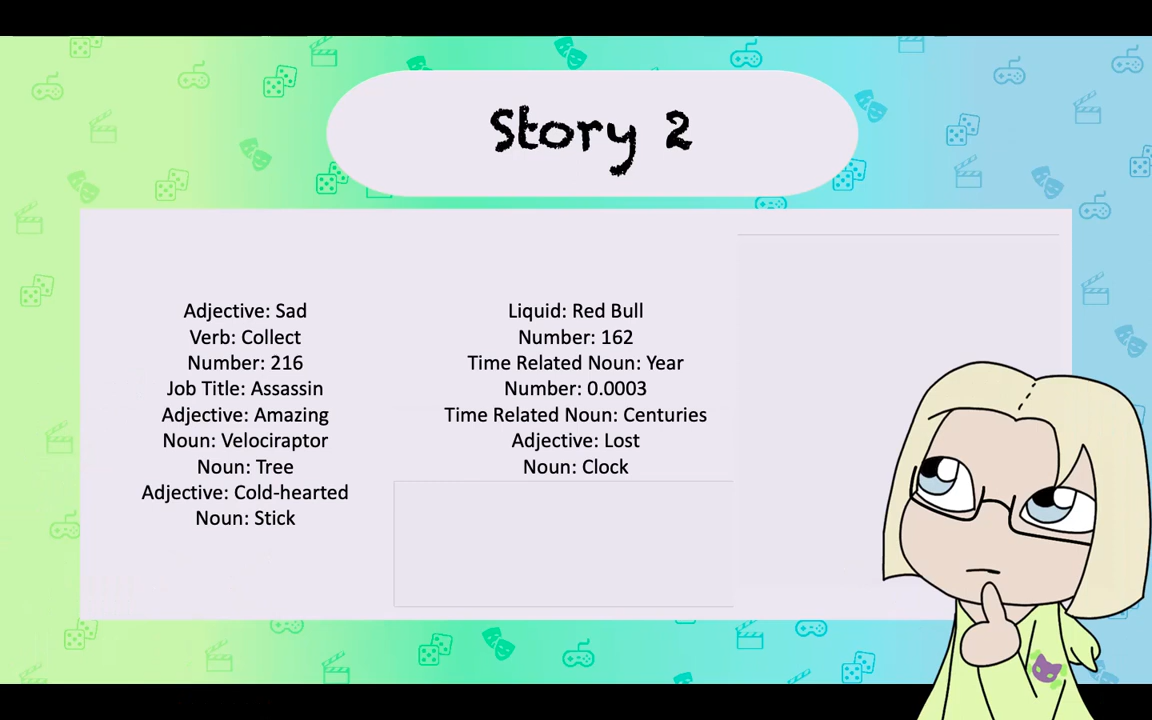 Story 2
Adjective: Sad
Verb: Collect
Number: 216
Job Title: Assassin
Adjective: Amazing
Noun: Velociraptor
Noun: Tree
Adjective: Cold-hearted
Noun: Stick
Liquid: Red Bull
Number: 162
Time Related Noun: Year
Number: 0.0003
Time Related Noun: Centuries
Adjective: Lost
Noun: Clock